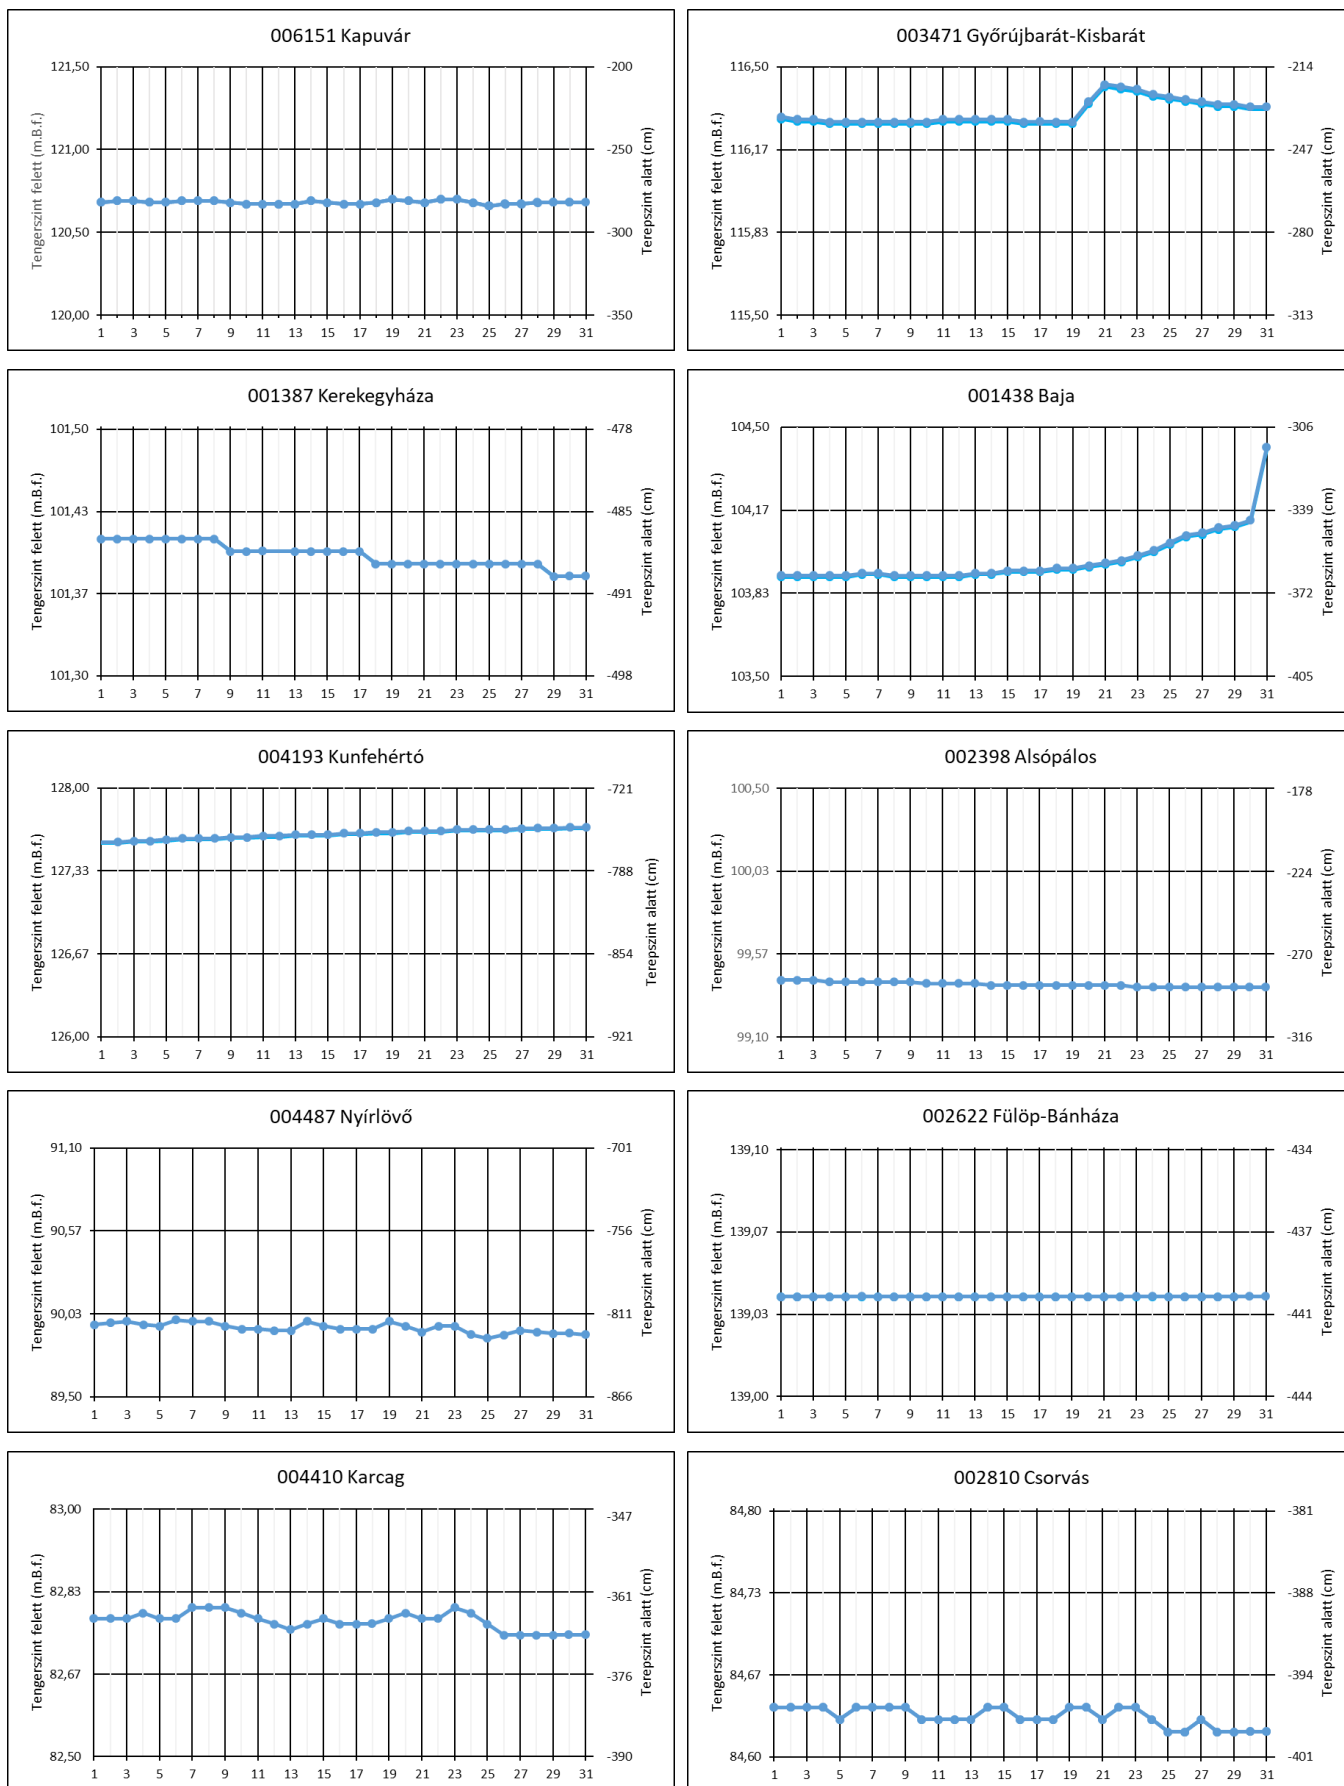 006151 Kapuvár
Tengerszint felett (m.B.f.)
121,50
121,00
120,50
120,00
-200
-250
-300
-350
Terepszint alatt (cm)
1 3 5 7 9 11 13 15 17 19 21 23 25 27 29 31
003471 Győrújbarát-Kisbarát
Tengerszint felett (m.B.f.)
116,50
116,17
115,83
115,50
-214
-247
-280
-313
Terepszint alatt (cm)
1 3 5 7 9 11 13 15 17 19 21 23 25 27 29 31
001387 Kerekegyháza
Tengerszint felett (m.B.f.)
101,50
101,43
101,37
101,30
-478
-485
-491
-498
Terepszint alatt (cm)
1 3 5 7 9 11 13 15 17 19 21 23 25 27 29 31
001438 Baja
Tengerszint felett (m.B.f.)
104,50
104,17
103,83
103,50
-306
-339
-372
-405
Terepszint alatt (cm)
1 3 5 7 9 11 13 15 17 19 21 23 25 27 29 31
004193 Kunfehértó
Tengerszint felett (m.B.f.)
128,00
127,33
126,67
126,00
-721
-788
-854
-921
Terepszint alatt (cm)
1 3 5 7 9 11 13 15 17 19 21 23 25 27 29 31
002398 Alsópálos
Tengerszint felett (m.B.f.)
100,50
100,03
99,57
99,10
-178
-224
-270
-316
Terepszint alatt (cm)
1 3 5 7 9 11 13 15 17 19 21 23 25 27 29 31
004487 Nyírlövő
Tengerszint felett (m.B.f.)
91,10
90,57
90,03
89,50
-701
-756
-811
-866
Terepszint alatt (cm)
1 3 5 7 9 11 13 15 17 19 21 23 25 27 29 31
002622 Fülöp-Bánháza
Tengerszint felett (m.B.f.)
139,10
139,07
139,03
139,00
-434
-437
-441
-444
Terepszint alatt (cm)
1 3 5 7 9 11 13 15 17 19 21 23 25 27 29 31
004410 Karcag
Tengerszint felett (m.B.f.)
83,00
82,83
82,67
82,50
-347
-361
-376
-390
Terepszint alatt (cm)
1 3 5 7 9 11 13 15 17 19 21 23 25 27 29 31
002810 Csorvás
Tengerszint felett (m.B.f.)
84,80
84,73
84,67
84,60
-381
-388
-394
-401
Terepszint alatt (cm)
1 3 5 7 9 11 13 15 17 19 21 23 25 27 29 31